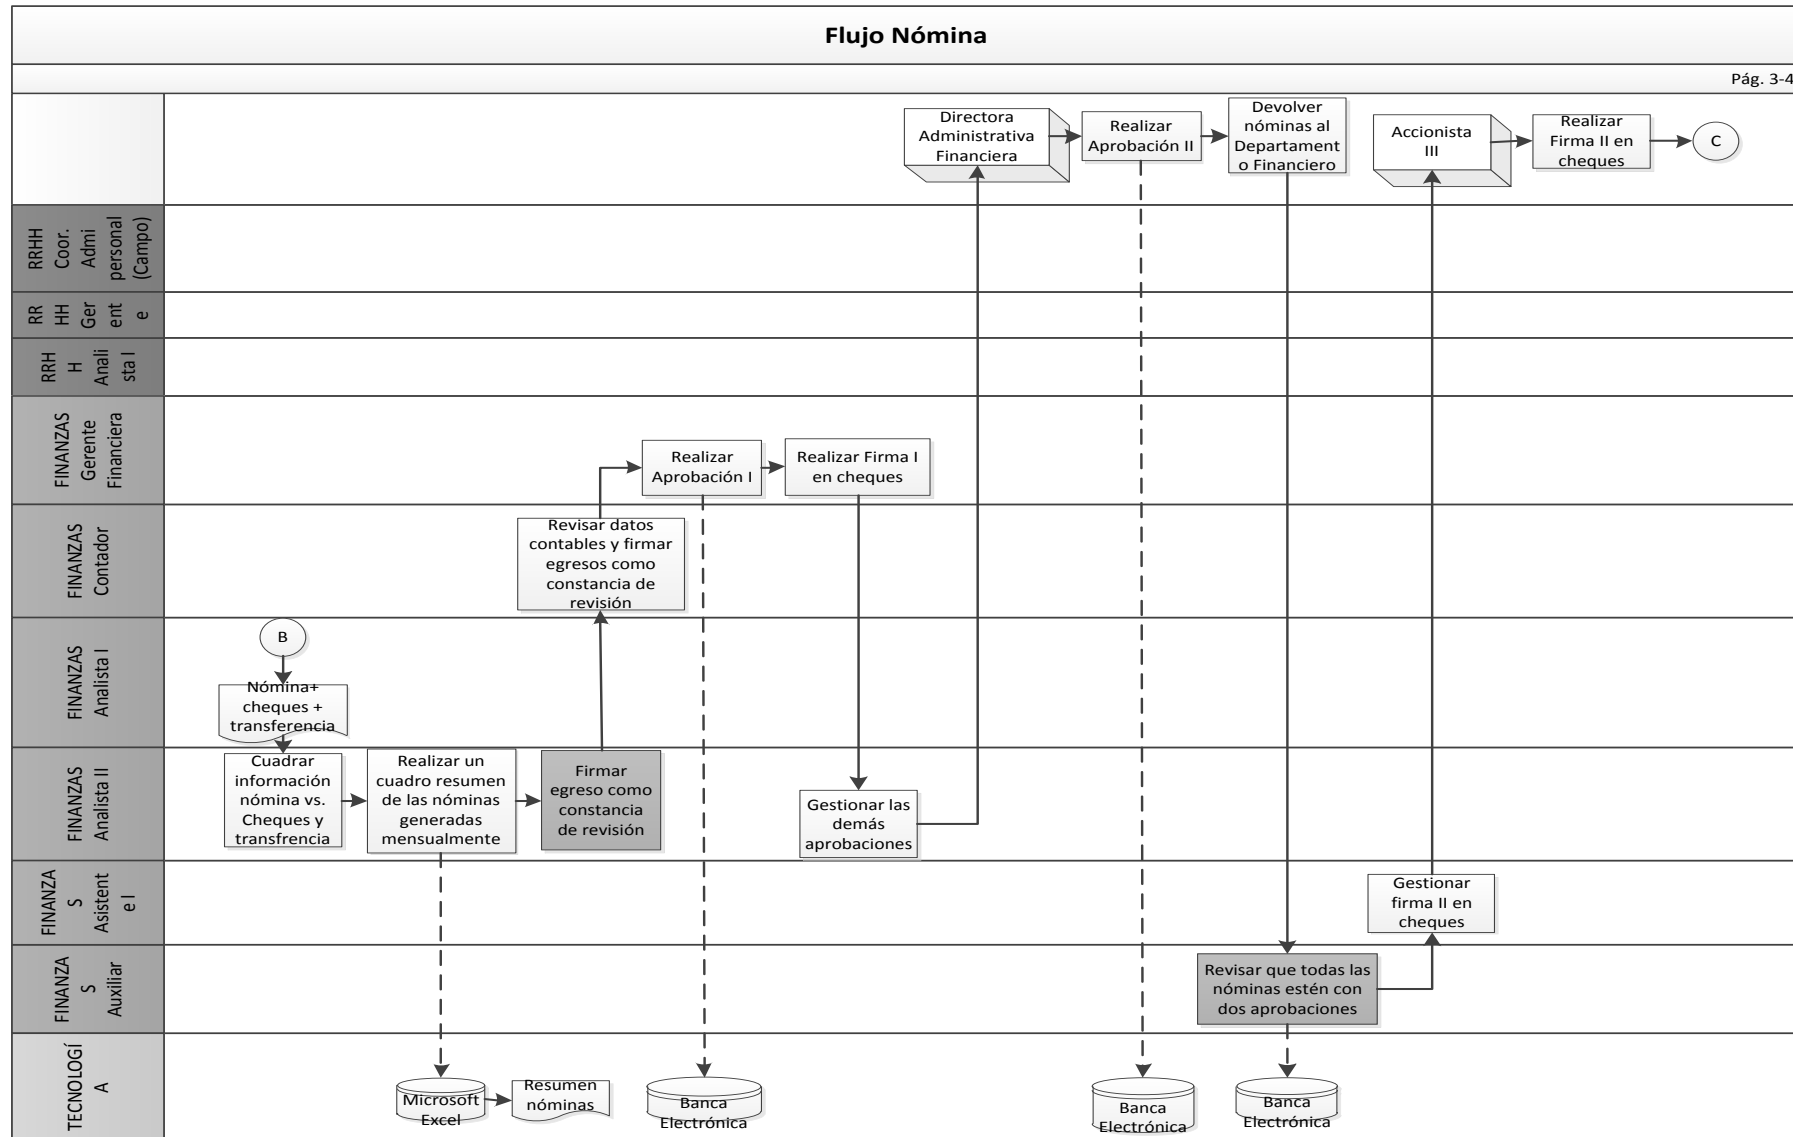 Flujo Nómina
Pág. 3-4
Directora
Administrativa
Financiera
Realizar
Aprobación II
Devolver
nóminas al
Departament
o Financiero
Accionista
III
Realizar
Firma II en
cheques
C
RRHH
Coor.
Admi
personal
(Campo)
RR
HH
Ger
ent
e
RRH
H
Anali
sta I
FINANZAS
Gerente
Financiera
Realizar
Aprobación I
Realizar Firma I
en cheques
FINANZAS
Contador
Revisar datos
contables y firmar
egresos como
constancia de
revisión
FINANZAS
Analista I
B
Nómina+
cheques +
transferencia
FINANZAS
Analista II
Cuadrar
información
nómina vs.
Cheques y
transfrencia
Realizar un
cuadro resumen
de las nóminas
generadas
mensualmente
Firmar
egreso como
constancia
de revisión
Gestionar las
demás
aprobaciones
FINANZA
S
Asistent
e I
Gestionar
firma II en
cheques
FINANZA
S
Auxiliar
Revisar que todas las
nóminas estén con
dos aprobaciones
TECNOLOGÍ
A
Microsoft
Excel
Resumen
nóminas
Banca
Electrónica
Banca
Electrónica
Banca
Electrónica